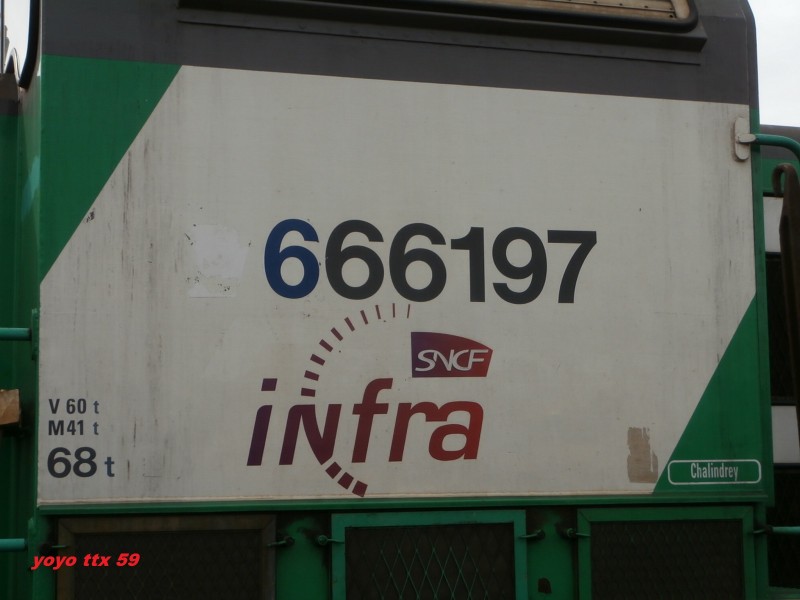 666197
SNCF
infra
V 60 t
M 41 t
68 t
Chalindrey
yoyo ttx 59